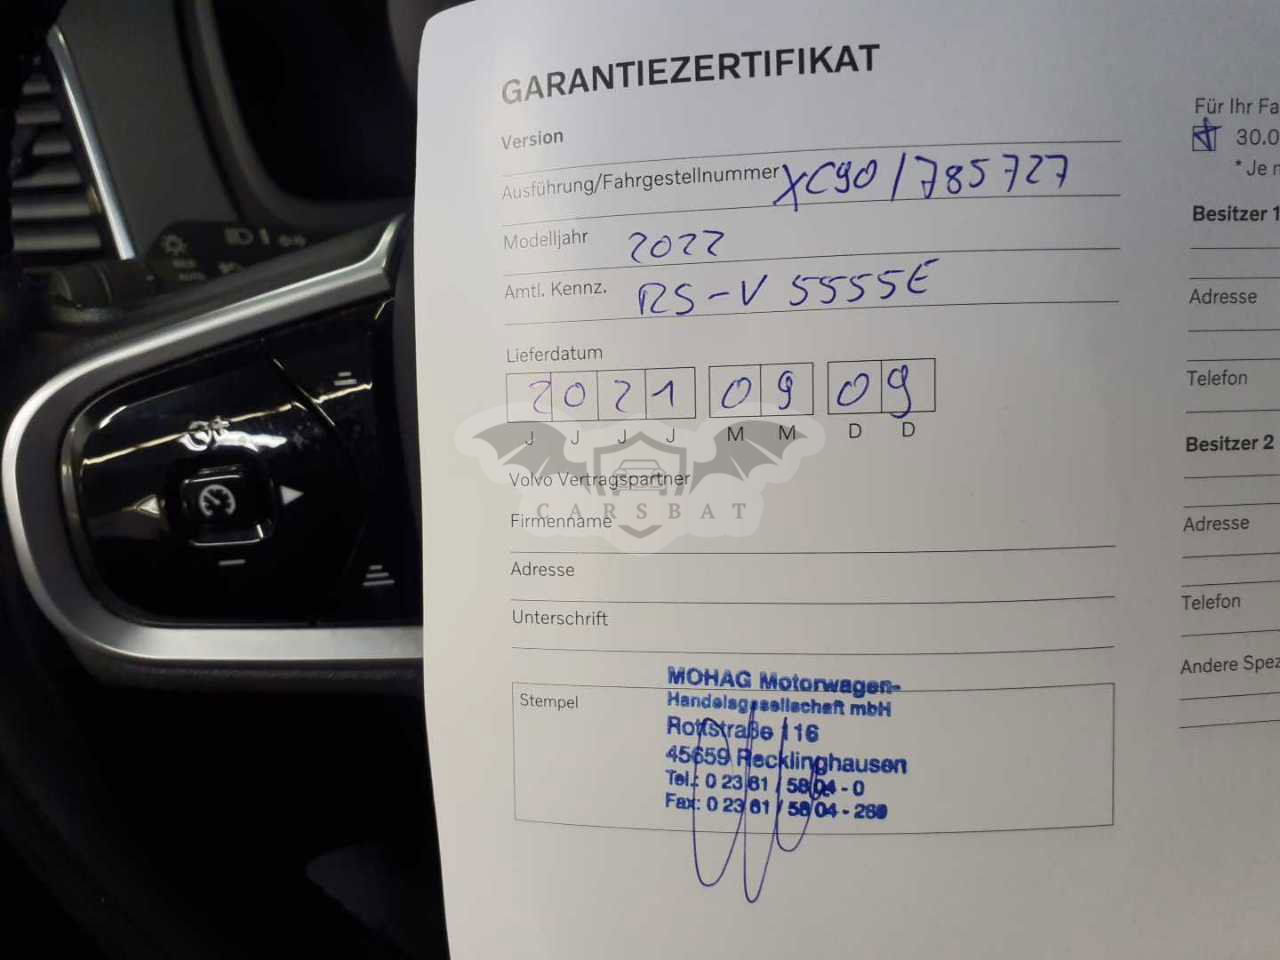 GARANTIEZERTIFIKAT
Version
Ausführung/Fahrgestellnummer XC90/785727
Modelljahr 2022
Amtl. Kennz. RS-V 5555E
Lieferdatum
2021 09 09
J J J J M M D D
Volvo Vertragspartner
CARSBAT
Firmenname
Adresse
Unterschrift
Stempel
MOHAG Motorwagen-
Handelsgesellschaft mbH
Rottstraße 116
45659 Recklinghausen
Tel.: 0 23 61 / 58 04 - 0
Fax: 0 23 61 / 58 04 - 269
Für Ihr Fa
30.0
* Je
Besitzer 1
Adresse
Telefon
Besitzer 2
Adresse
Telefon
Andere Spez